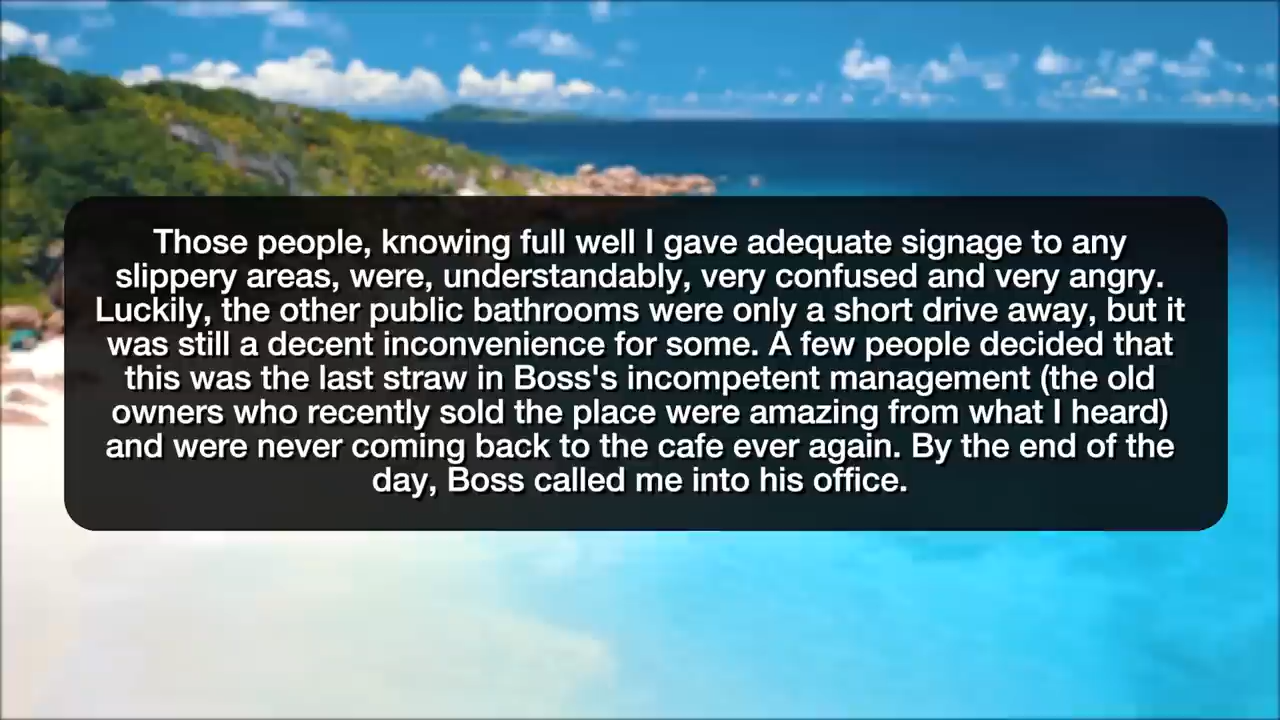 Those people, knowing full well I gave adequate signage to any
slippery areas, were, understandably, very confused and very angry.
Luckily, the other public bathrooms were only a short drive away, but it
was still a decent inconvenience for some. A few people decided that
this was the last straw in Boss's incompetent management (the old
owners who recently sold the place were amazing from what I heard)
and were never coming back to the cafe ever again. By the end of the
day, Boss called me into his office.